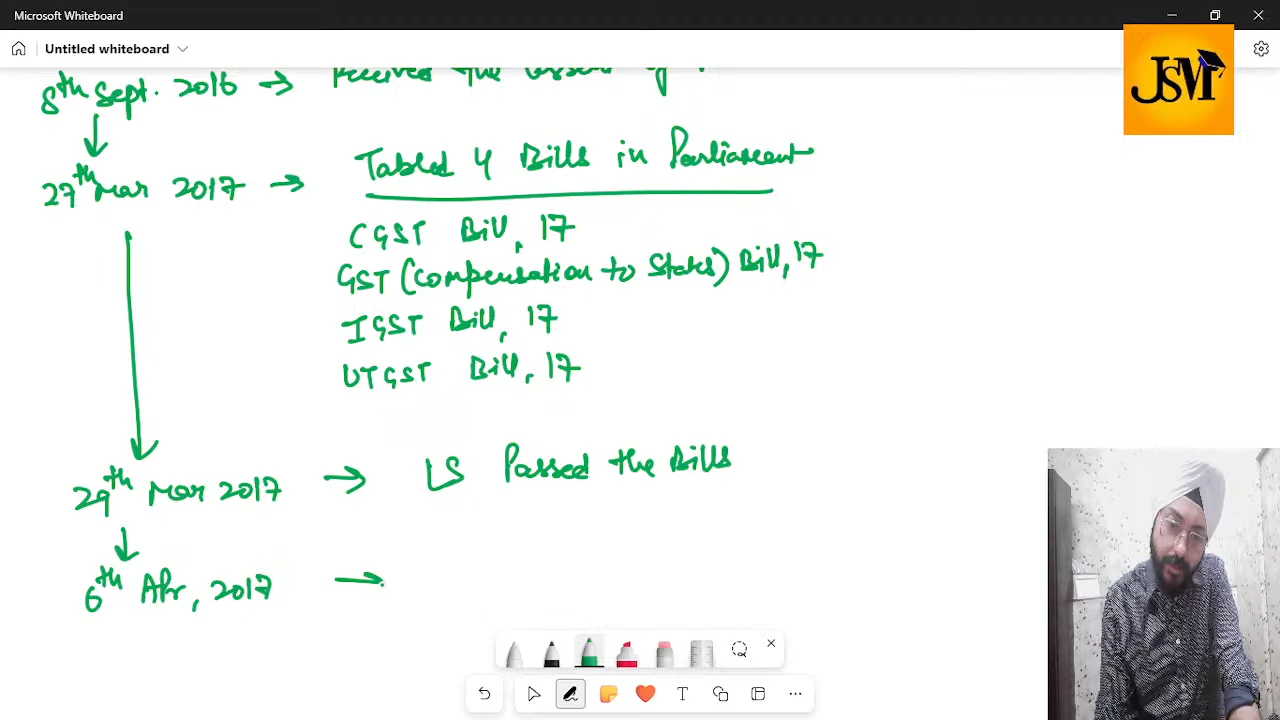 Microsoft Whiteboard
Untitled whiteboard
JSM
8th Sept. 2016 → Received the
27th Mar 2017 → Tabled 4 Bills in Parliament
CGST Bill, 17
GST (Compensation to States) Bill, 17
IGST Bill, 17
UTGST Bill, 17
29th Mar 2017 → LS Passed the Bills
6th Apr, 2017 →